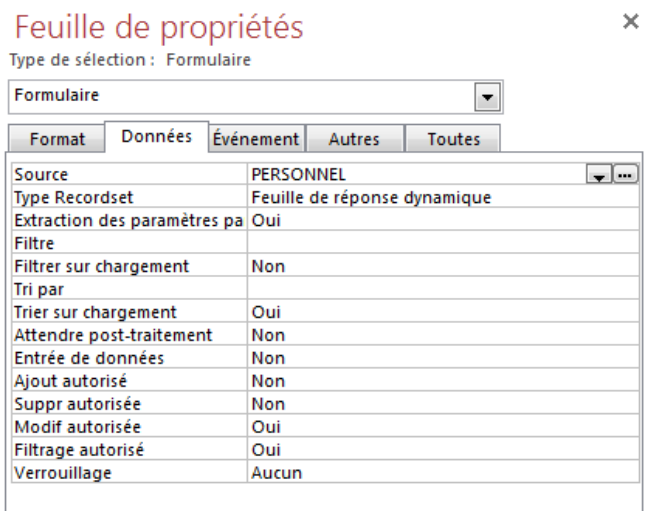 Feuille de propriétés
Type de sélection : Formulaire
Formulaire
Format Données Événement Autres Toutes
Source PERSONNEL
Type Recordset Feuille de réponse dynamique
Extraction des paramètres pa Oui
Filtre
Filtrer sur chargement Non
Tri par
Trier sur chargement Oui
Attendre post-traitement Non
Entrée de données Non
Ajout autorisé Non
Suppr autorisée Non
Modif autorisée Oui
Filtrage autorisé Oui
Verrouillage Aucun